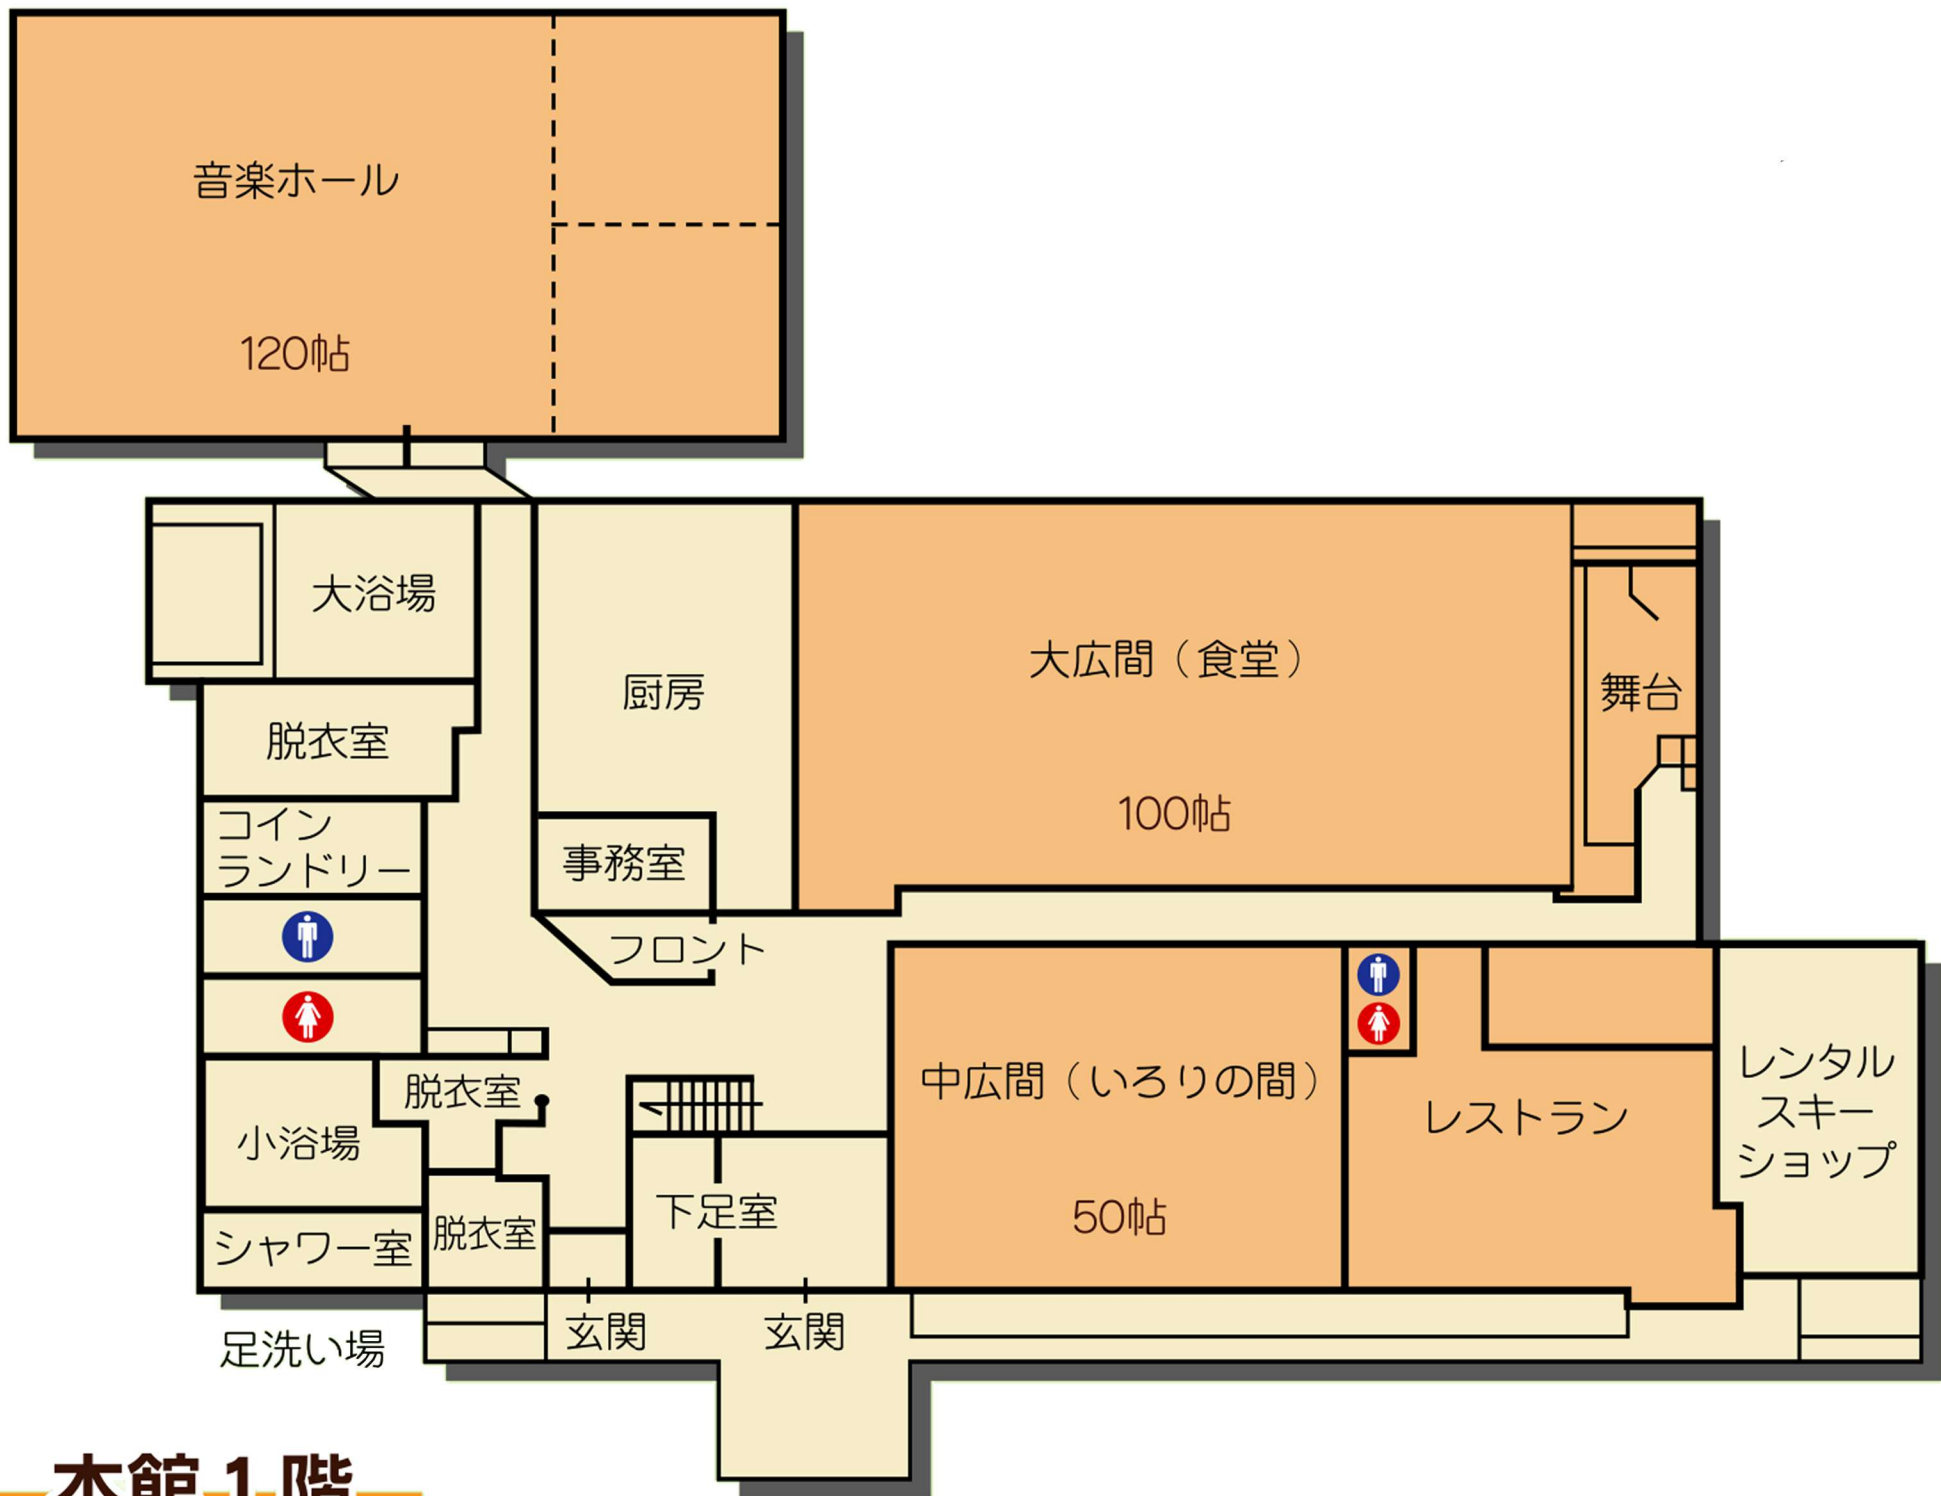 音楽ホール
120帖
大浴場
脱衣室
コイン
ランドリー
厨房
事務室
フロント
大広間（食堂）
100帖
舞台
脱衣室
小浴場
シャワー室
脱衣室
下足室
中広間（いろりの間）
50帖
レストラン
レンタル
スキー
ショップ
足洗い場
玄関
玄関
本館1階